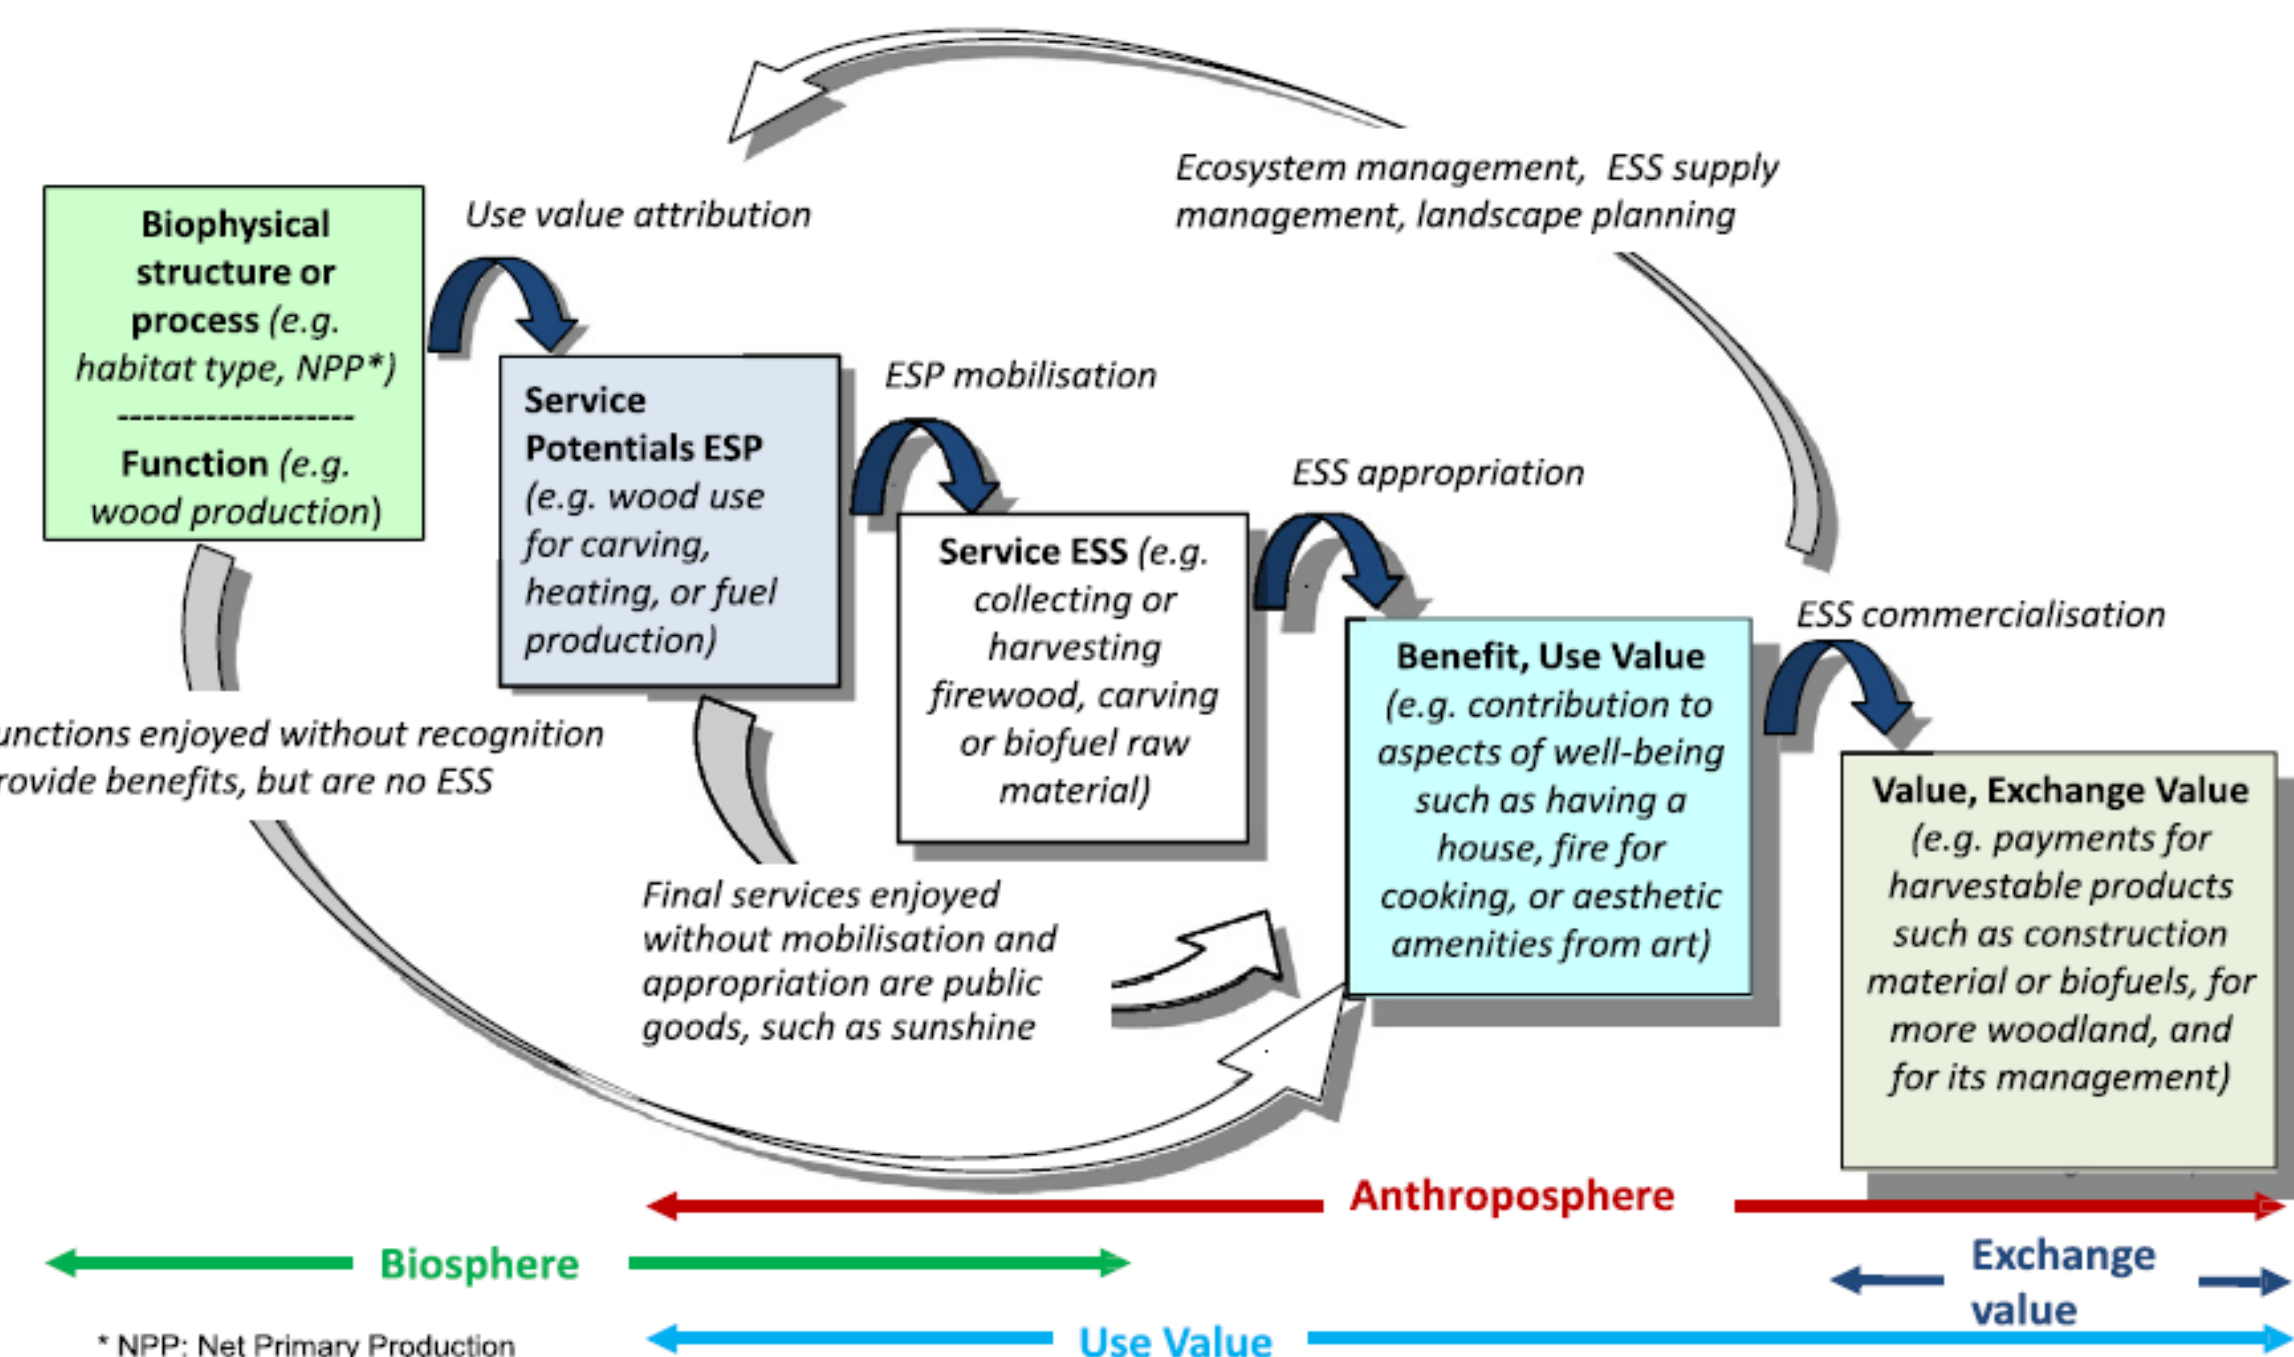 Ecosystem management, ESS supply
management, landscape planning
Use value attribution
Biophysical
structure or
process (e.g.
habitat type, NPP*)
-------------------
Function (e.g.
wood production)
ESP mobilisation
Service
Potentials ESP
(e.g. wood use
for carving,
heating, or fuel
production)
ESS appropriation
Service ESS (e.g.
collecting or
harvesting
firewood, carving
or biofuel raw
material)
ESS commercialisation
Benefit, Use Value
(e.g. contribution to
aspects of well-being
such as having a
house, fire for
cooking, or aesthetic
amenities from art)
Value, Exchange Value
(e.g. payments for
harvestable products
such as construction
material or biofuels, for
more woodland, and
for its management)
unctions enjoyed without recognition
rovide benefits, but are no ESS
Final services enjoyed
without mobilisation and
appropriation are public
goods, such as sunshine
Anthroposphere
Biosphere
Exchange
value
Use Value
* NPP: Net Primary Production